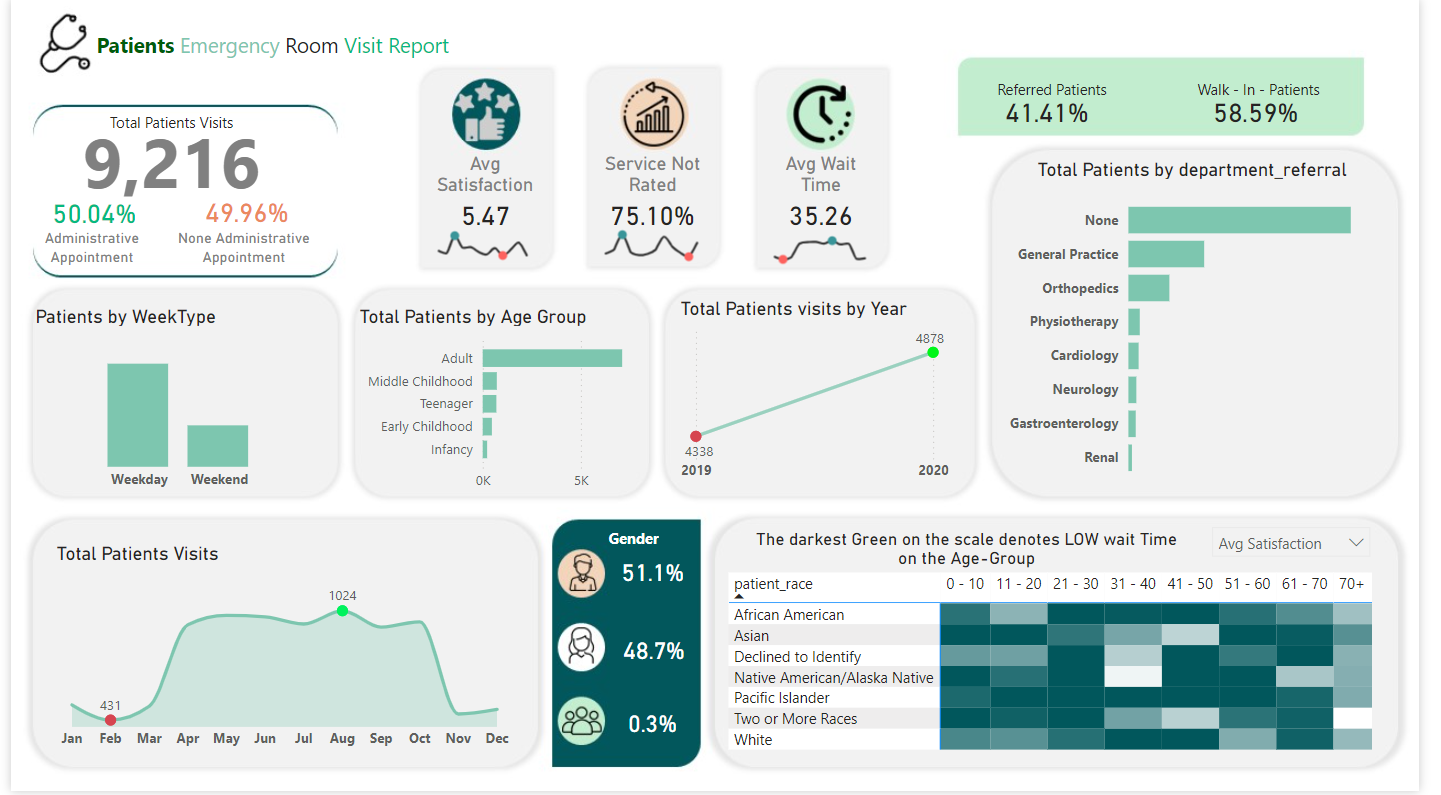 Patients Emergency Room Visit Report
Total Patients Visits
9,216
50.04%
Administrative
Appointment
49.96%
None Administrative
Appointment
Avg
Satisfaction
5.47
Service Not
Rated
75.10%
Avg Wait
Time
35.26
Referred Patients
41.41%
Walk - In - Patients
58.59%
Patients by WeekType
Weekday
Weekend
Total Patients by Age Group
Adult
Middle Childhood
Teenager
Early Childhood
Infancy
0K
5K
Total Patients visits by Year
4878
4338
2019
2020
Total Patients by department_referral
None
General Practice
Orthopedics
Physiotherapy
Cardiology
Neurology
Gastroenterology
Renal
Total Patients Visits
1024
431
Jan Feb Mar Apr May Jun Jul Aug Sep Oct Nov Dec
Gender
51.1%
48.7%
0.3%
The darkest Green on the scale denotes LOW wait Time
on the Age-Group
Avg Satisfaction
patient_race 0 - 10 11 - 20 21 - 30 31 - 40 41 - 50 51 - 60 61 - 70 70+
African American
Asian
Declined to Identify
Native American/Alaska Native
Pacific Islander
Two or More Races
White